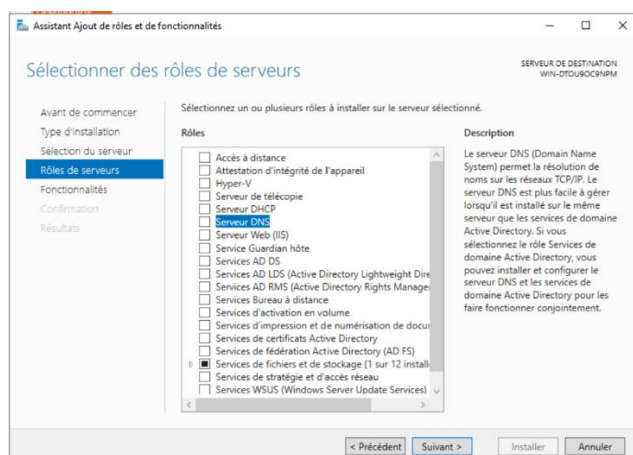 Assistant Ajout de rôles et de fonctionnalités
Sélectionner des rôles de serveurs
SERVEUR DE DESTINATION
WIN-DTOU9OC9NPM
Avant de commencer
Type d'installation
Sélection du serveur
Rôles de serveurs
Fonctionnalités
Confirmation
Résultats
Sélectionnez un ou plusieurs rôles à installer sur le serveur sélectionné.
Rôles
Accès à distance
Attestation d'intégrité de l'appareil
Hyper-V
Serveur de télécopie
Serveur DHCP
Serveur DNS
Serveur Web (IIS)
Service Guardian hôte
Services AD DS
Services AD LDS (Active Directory Lightweight Dire
Services AD RMS (Active Directory Rights Manage
Services Bureau à distance
Services d'activation en volume
Services d'impression et de numérisation de docu
Services de certificats Active Directory
Services de fédération Active Directory (AD FS)
Services de fichiers et de stockage (1 sur 12 install
Services de stratégie et d'accès réseau
Services WSUS (Windows Server Update Services)
Description
Le serveur DNS (Domain Name
System) permet la résolution de
noms sur les réseaux TCP/IP. Le
serveur DNS est plus facile à gérer
lorsqu'il est installé sur le même
serveur que les services de domaine
Active Directory. Si vous
sélectionnez le rôle Services de
domaine Active Directory, vous
pouvez installer et configurer le
serveur DNS et les services de
domaine Active Directory pour les
faire fonctionner conjointement.
< Précédent
Suivant >
Installer
Annuler